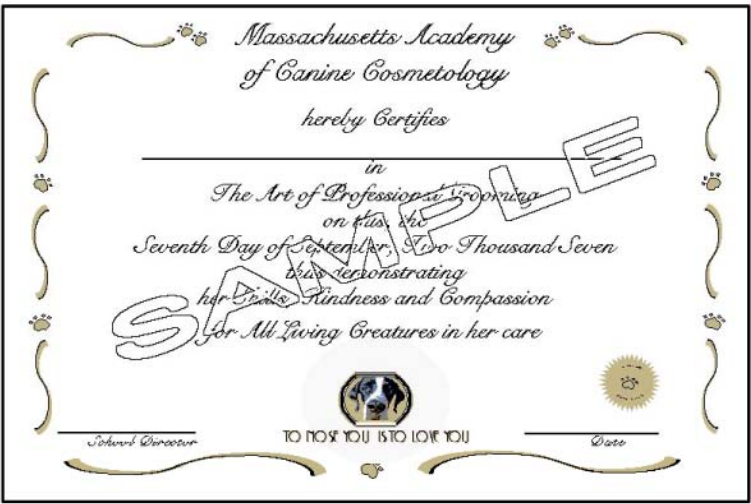 Massachusetts Academy
of Canine Cosmetology
hereby Certifies
in
The Art of Professional Grooming
on this, the
Seventh Day of September, Two Thousand Seven
thus demonstrating
her Skills, Kindness and Compassion
for All Living Creatures in her care
SAMPLE
TO NOSE YOU IS TO LOVE YOU
School Director
Date